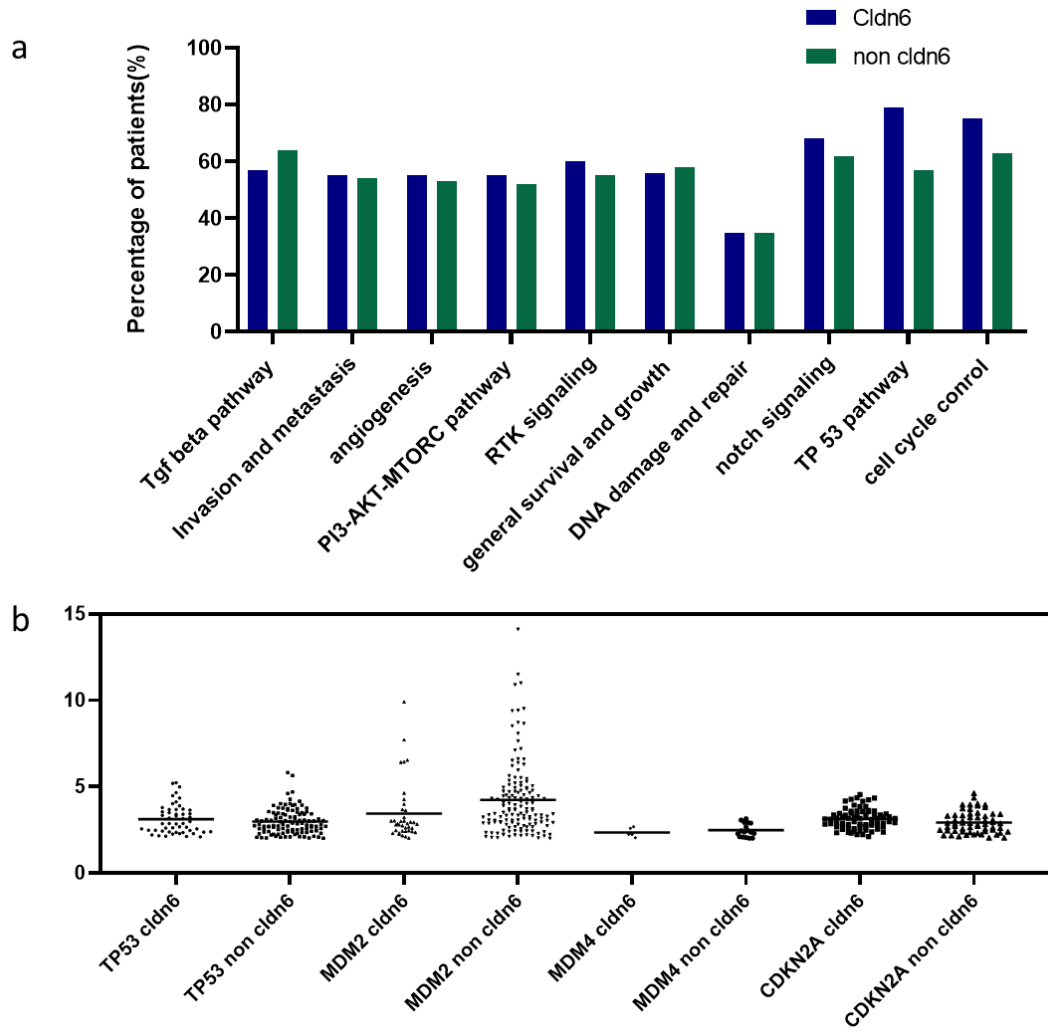 a
Cldn6
non cldn6
Percentage of patients(%)
100
80
60
40
20
0
Tgf beta pathway
Invasion and metastasis
angiogenesis
PI3-AKT-MTORC pathway
RTK signaling
general survival and growth
DNA damage and repair
notch signaling
TP 53 pathway
cell cycle conrol
b
15
10
5
0
TP53 cldn6
TP53 non cldn6
MDM2 cldn6
MDM2 non cldn6
MDM4 cldn6
MDM4 non cldn6
CDKN2A cldn6
CDKN2A non cldn6